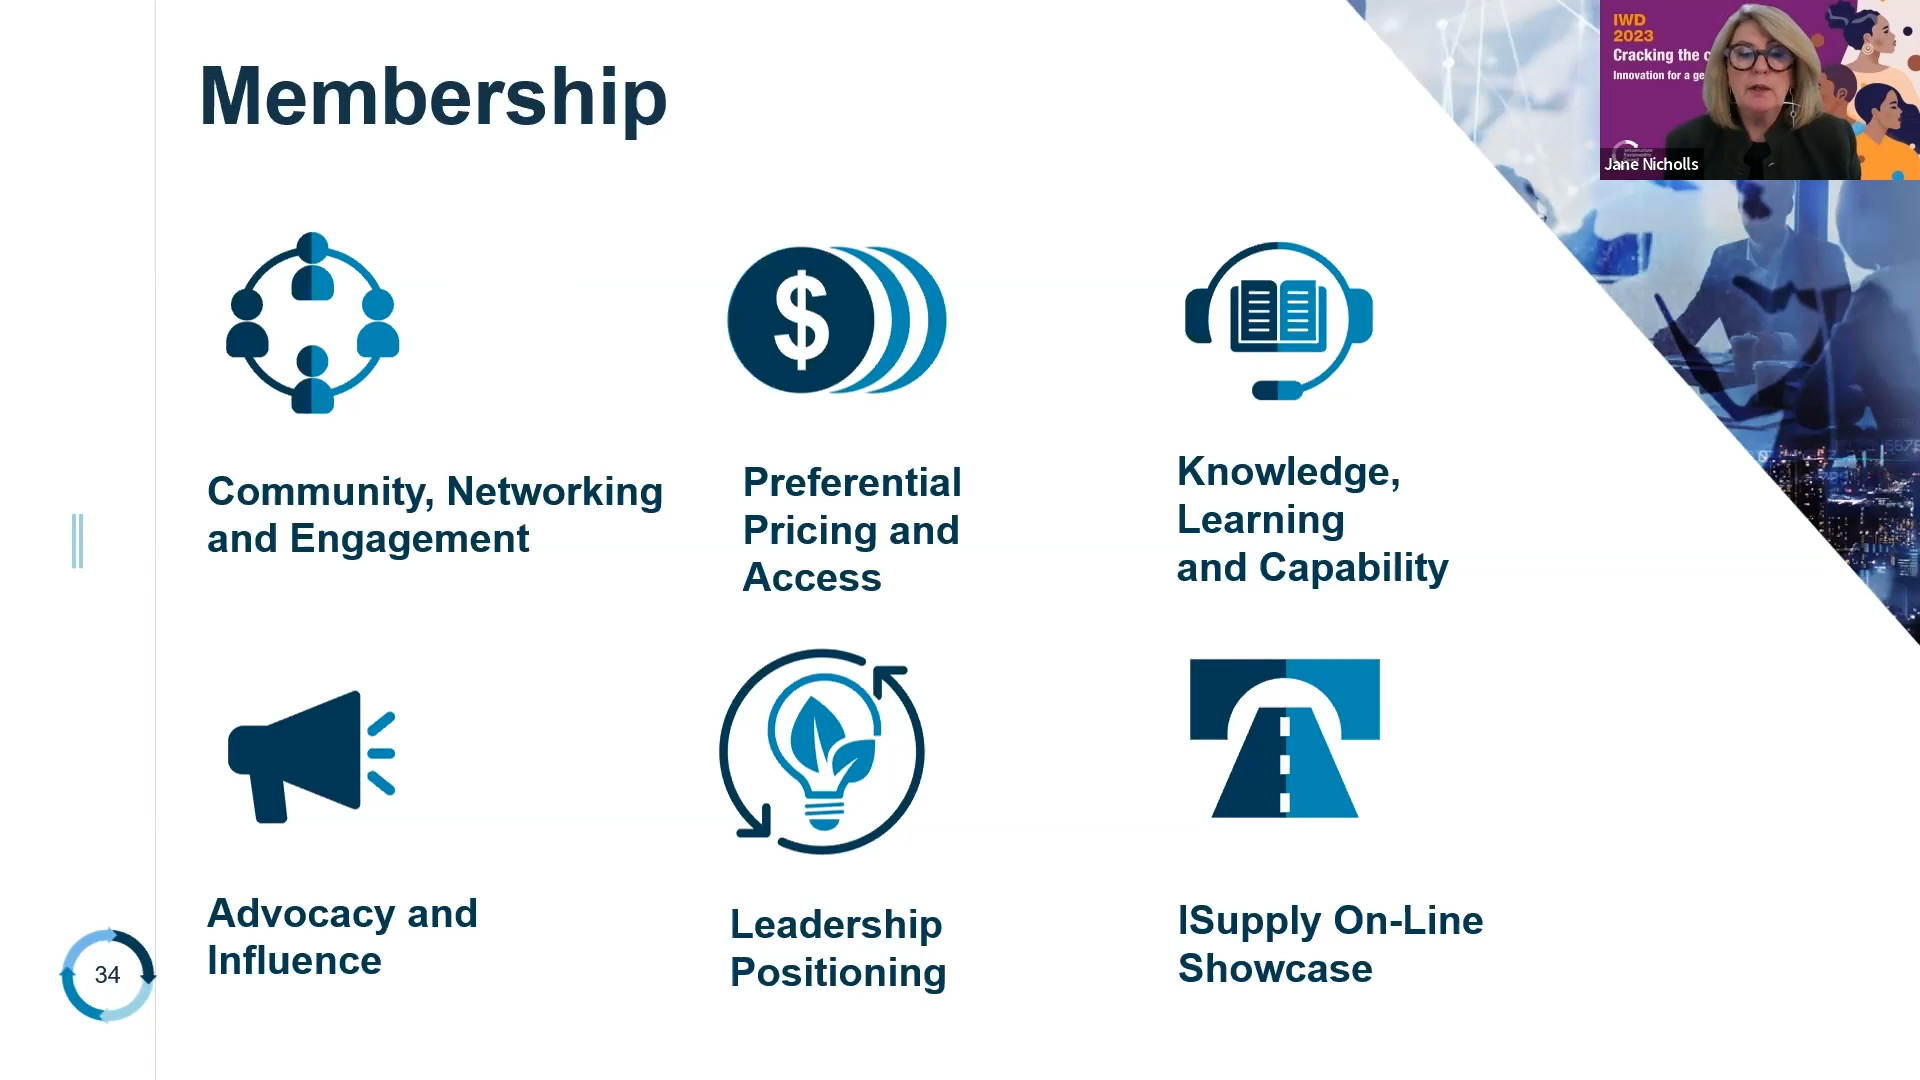 Membership
IWD
2023
Cracking the c
Innovation for a ge
Jane Nicholls
$
Community, Networking
and Engagement
Preferential
Pricing and
Access
Knowledge,
Learning
and Capability
Advocacy and
Influence
Leadership
Positioning
ISupply On-Line
Showcase
34